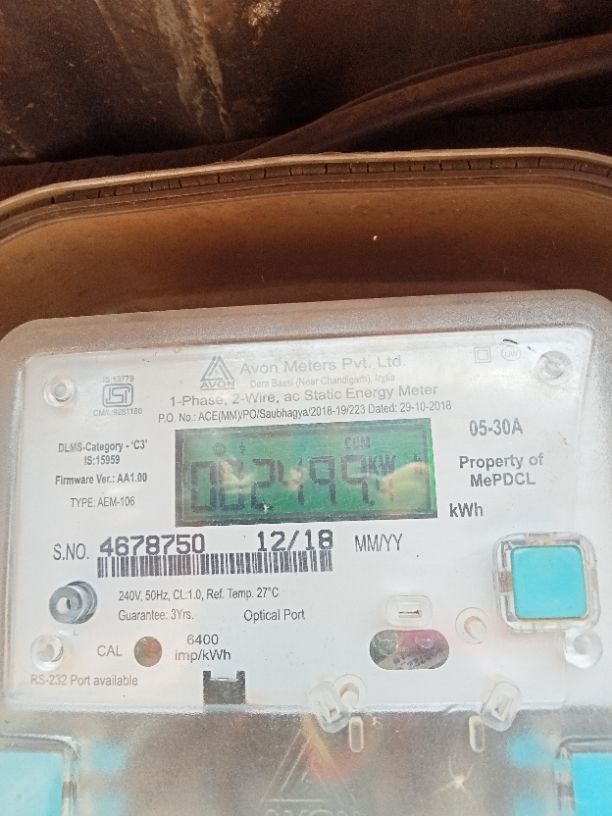 IS:13779
ISI
CM/L:9281180
AVON
Avon Meters Pvt. Ltd.
Dera Bassi (Near Chandigarh), India
1-Phase, 2-Wire, ac Static Energy Meter
P.O. No.: ACE(MM)/PO/Saubhagya/2018-19/223 Dated: 29-10-2018
DLMS-Category - 'C3'
IS:15959
Firmware Ver.: AA1.00
TYPE: AEM-106
CUM
KW
05-30A
Property of
MePDCL
kWh
S.NO. 4678750 12/18 MM/YY
240V, 50Hz, CL:1.0, Ref. Temp. 27°C
Guarantee: 3Yrs. Optical Port
CAL 6400
imp/kWh
RS-232 Port available
AVON